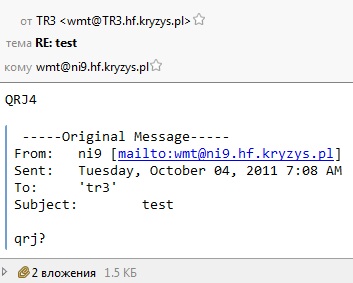 от TR3 <wmt@TR3.hf.kryzys.pl>
тема RE: test
кому wmt@ni9.hf.kryzys.pl
QRJ4
-----Original Message-----
From: ni9 [mailto:wmt@ni9.hf.kryzys.pl]
Sent: Tuesday, October 04, 2011 7:08 AM
To: 'tr3'
Subject: test
qrj?
2 вложения 1.5 КБ